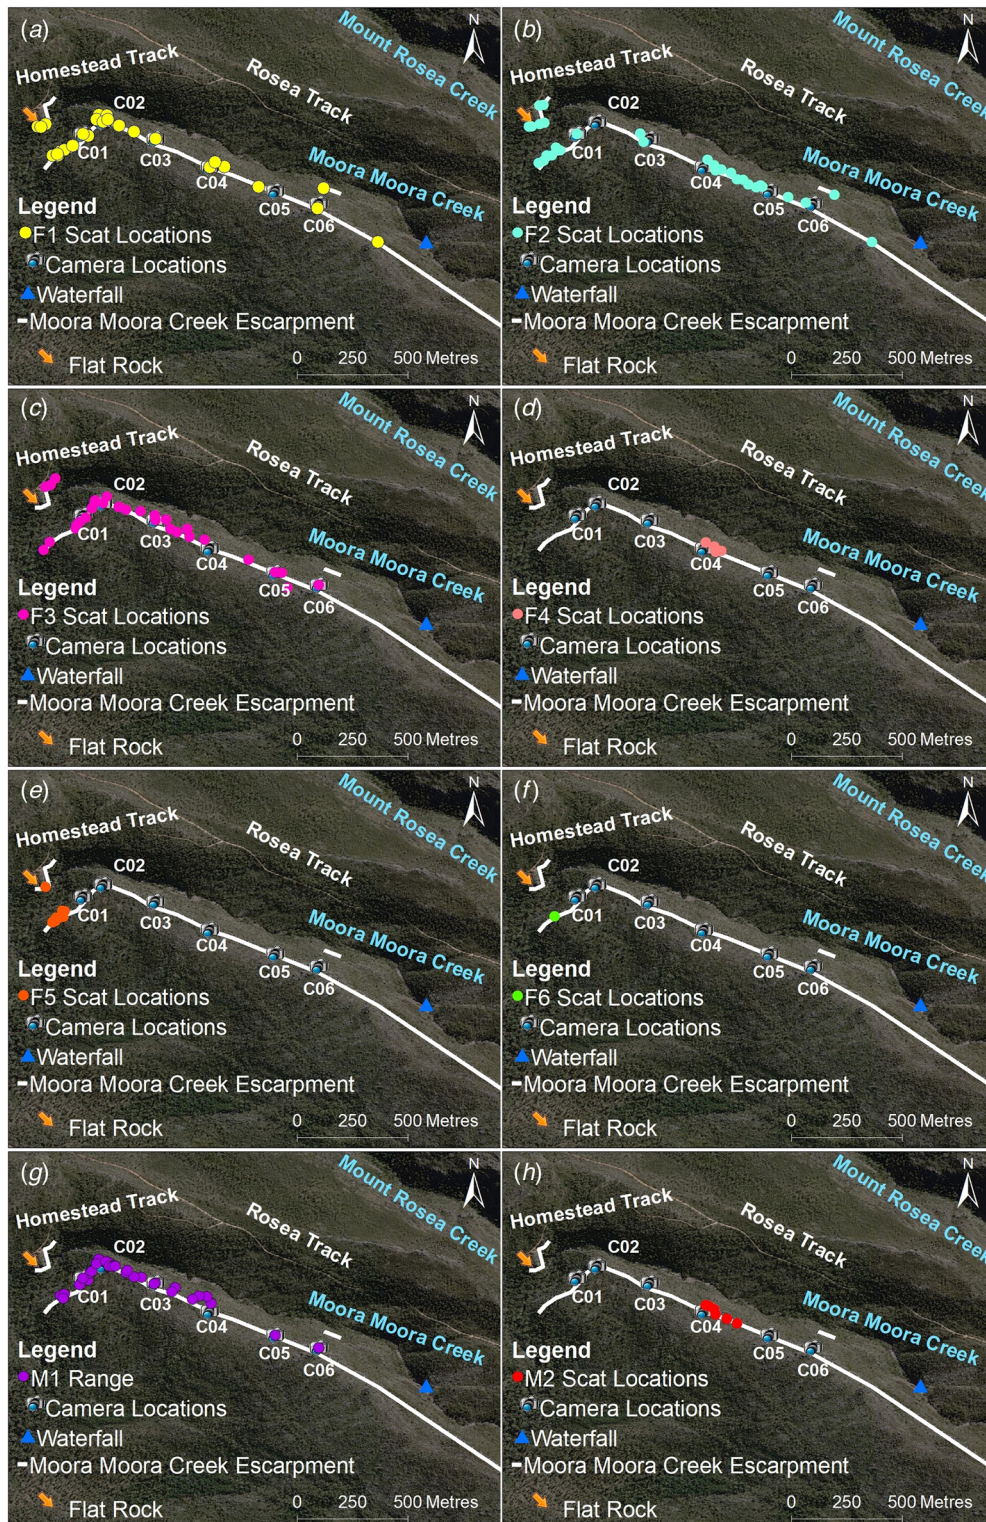 (a)
N
Mount Rosea Creek
Homestead Track
Rosea Track
Moora Moora Creek
C02
C01
C03
C04
C05
C06
Legend
F1 Scat Locations
Camera Locations
Waterfall
Moora Moora Creek Escarpment
Flat Rock
0 250 500 Metres
(b)
N
Mount Rosea Creek
Homestead Track
Rosea Track
Moora Moora Creek
C02
C01
C03
C04
C05
C06
Legend
F2 Scat Locations
Camera Locations
Waterfall
Moora Moora Creek Escarpment
Flat Rock
0 250 500 Metres
(c)
N
Mount Rosea Creek
Homestead Track
Rosea Track
Moora Moora Creek
C02
C01
C03
C04
C05
C06
Legend
F3 Scat Locations
Camera Locations
Waterfall
Moora Moora Creek Escarpment
Flat Rock
0 250 500 Metres
(d)
N
Mount Rosea Creek
Homestead Track
Rosea Track
Moora Moora Creek
C02
C01
C03
C04
C05
C06
Legend
F4 Scat Locations
Camera Locations
Waterfall
Moora Moora Creek Escarpment
Flat Rock
0 250 500 Metres
(e)
N
Mount Rosea Creek
Homestead Track
Rosea Track
Moora Moora Creek
C02
C01
C03
C04
C05
C06
Legend
F5 Scat Locations
Camera Locations
Waterfall
Moora Moora Creek Escarpment
Flat Rock
0 250 500 Metres
(f)
N
Mount Rosea Creek
Homestead Track
Rosea Track
Moora Moora Creek
C02
C01
C03
C04
C05
C06
Legend
F6 Scat Locations
Camera Locations
Waterfall
Moora Moora Creek Escarpment
Flat Rock
0 250 500 Metres
(g)
N
Mount Rosea Creek
Homestead Track
Rosea Track
Moora Moora Creek
C02
C01
C03
C04
C05
C06
Legend
M1 Range
Camera Locations
Waterfall
Moora Moora Creek Escarpment
Flat Rock
0 250 500 Metres
(h)
N
Mount Rosea Creek
Homestead Track
Rosea Track
Moora Moora Creek
C02
C01
C03
C04
C05
C06
Legend
M2 Scat Locations
Camera Locations
Waterfall
Moora Moora Creek Escarpment
Flat Rock
0 250 500 Metres